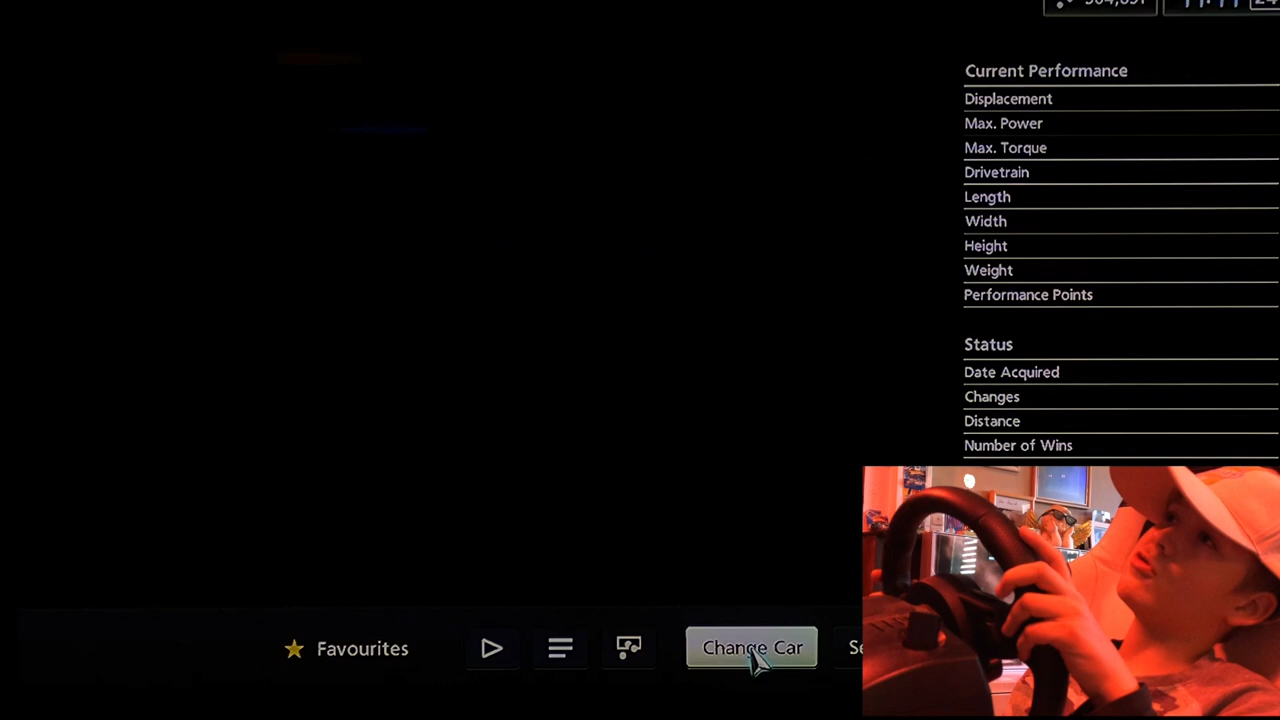 Current Performance
Displacement
Max. Power
Max. Torque
Drivetrain
Length
Width
Height
Weight
Performance Points
Status
Date Acquired
Changes
Distance
Number of Wins
Favourites
Change Car